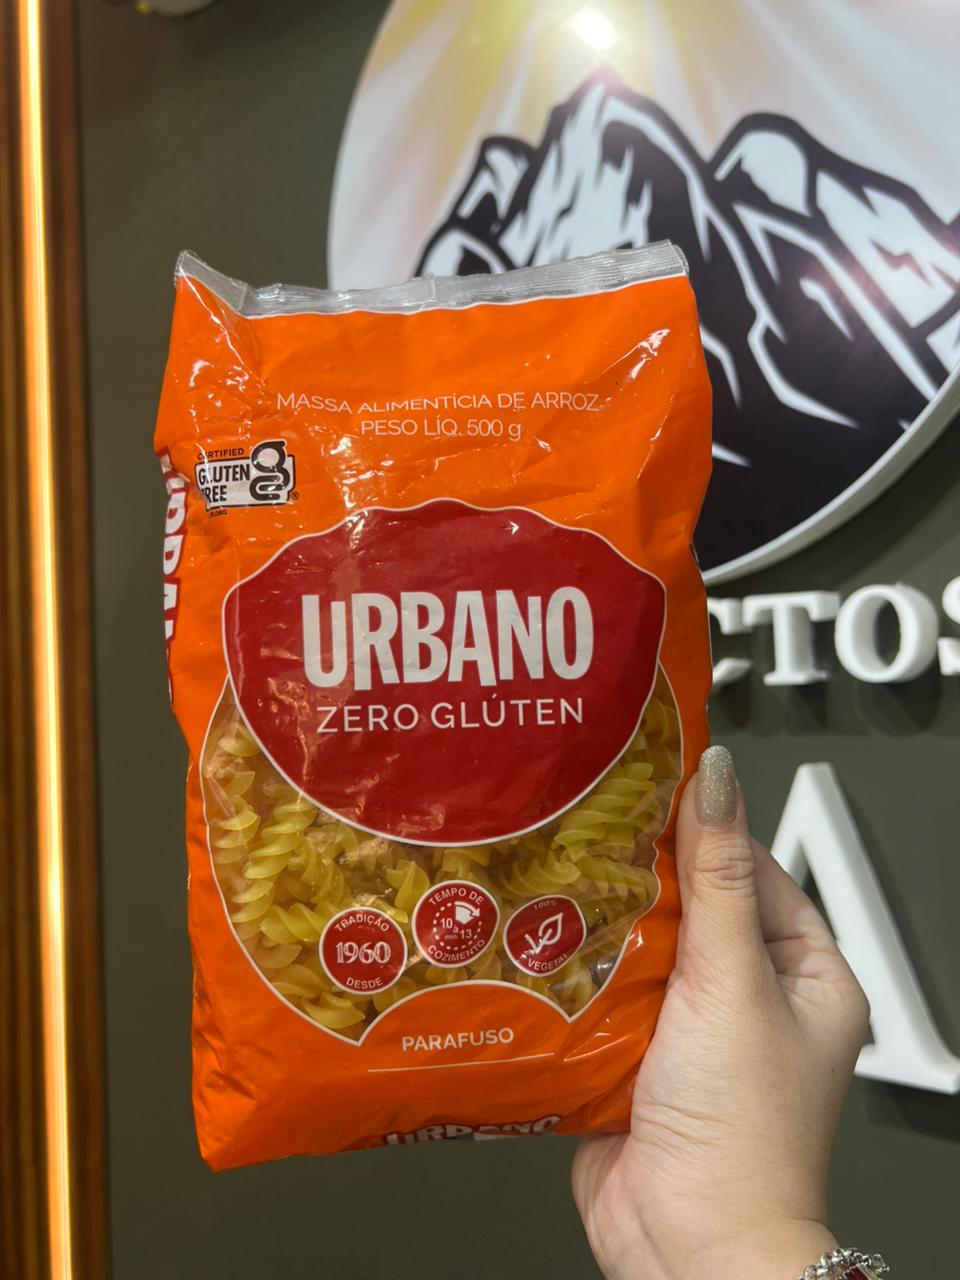 MASSA ALIMENTÍCIA DE ARROZ
PESO LÍQ. 500 g
CERTIFIED
GLUTEN
FREE
URBANO
ZERO GLÚTEN
TRADIÇÃO
1960
DESDE
TEMPO DE
10 à 13
min.
COZIMENTO
100%
VEGETAL
PARAFUSO
URBANO
CTOS
A